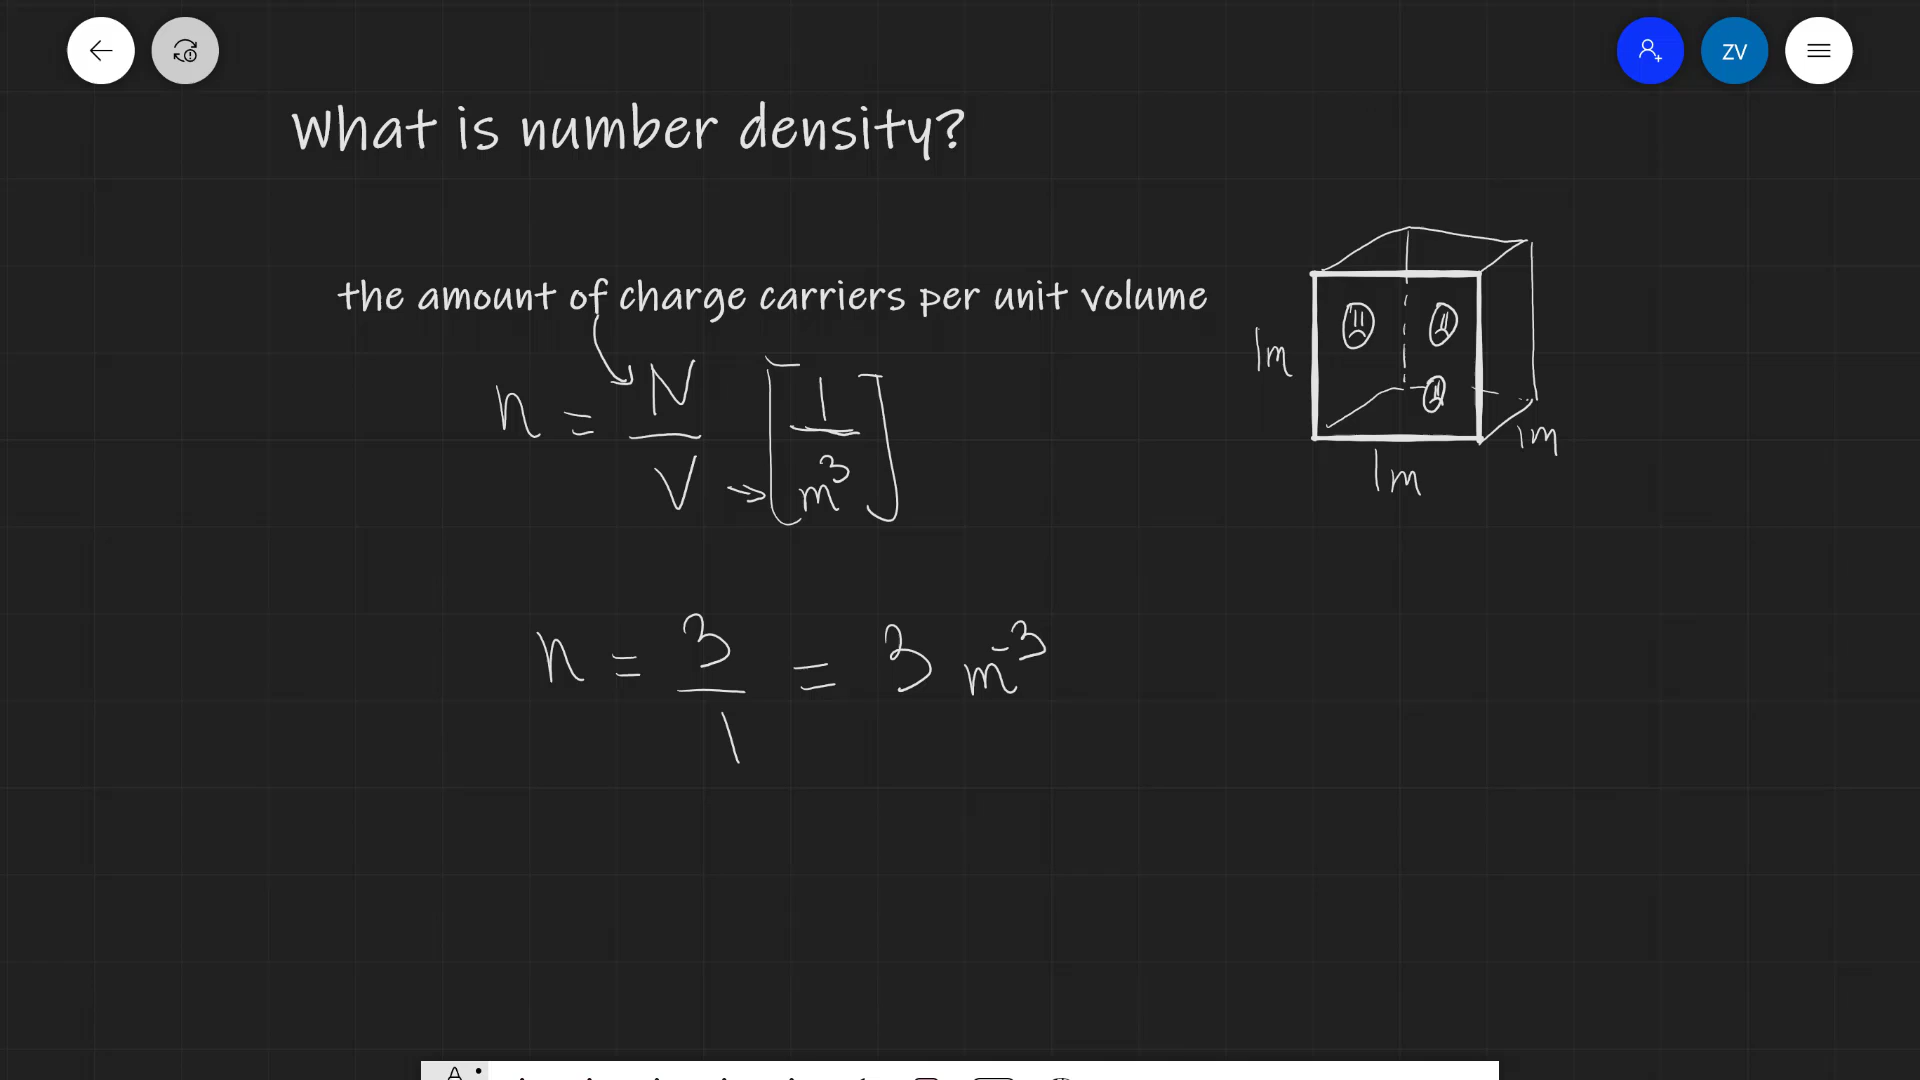 ZV
What is number density?
the amount of charge carriers per unit volume
n = N/V → [1/m³]
1m
1m
1m
n = 3/1 = 3 m⁻³